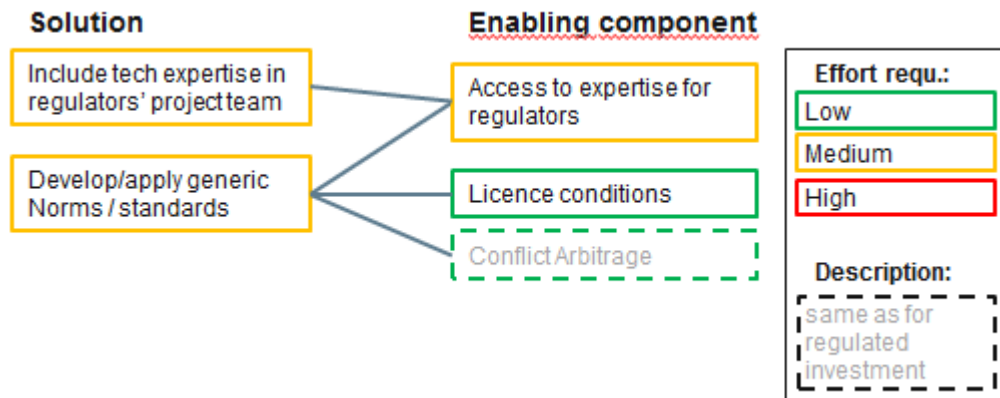 Solution
Enabling component
Include tech expertise in
regulators' project team
Access to expertise for
regulators
Develop/apply generic
Norms / standards
Licence conditions
Conflict Arbitrage
Effort requ.:
Low
Medium
High
Description:
same as for
regulated
investment